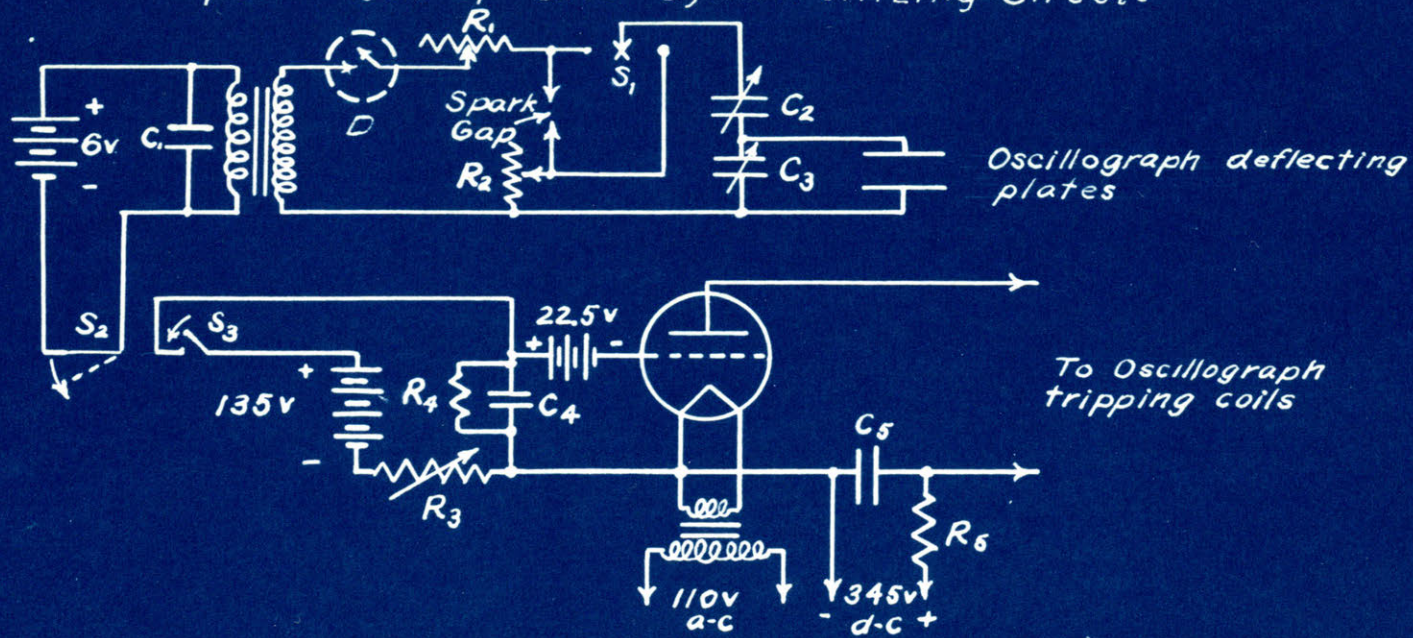 R₁
S₁
Spark
Gap
D
C₂
+
6v
C₁
-
R₂
C₃
Oscillograph deflecting
plates
S₂
S₃
22.5v
+ -
+
135v
R₄
C₄
-
R₃
To Oscillograph
tripping coils
C₅
R₆
110v
a-c
- 345v +
d-c